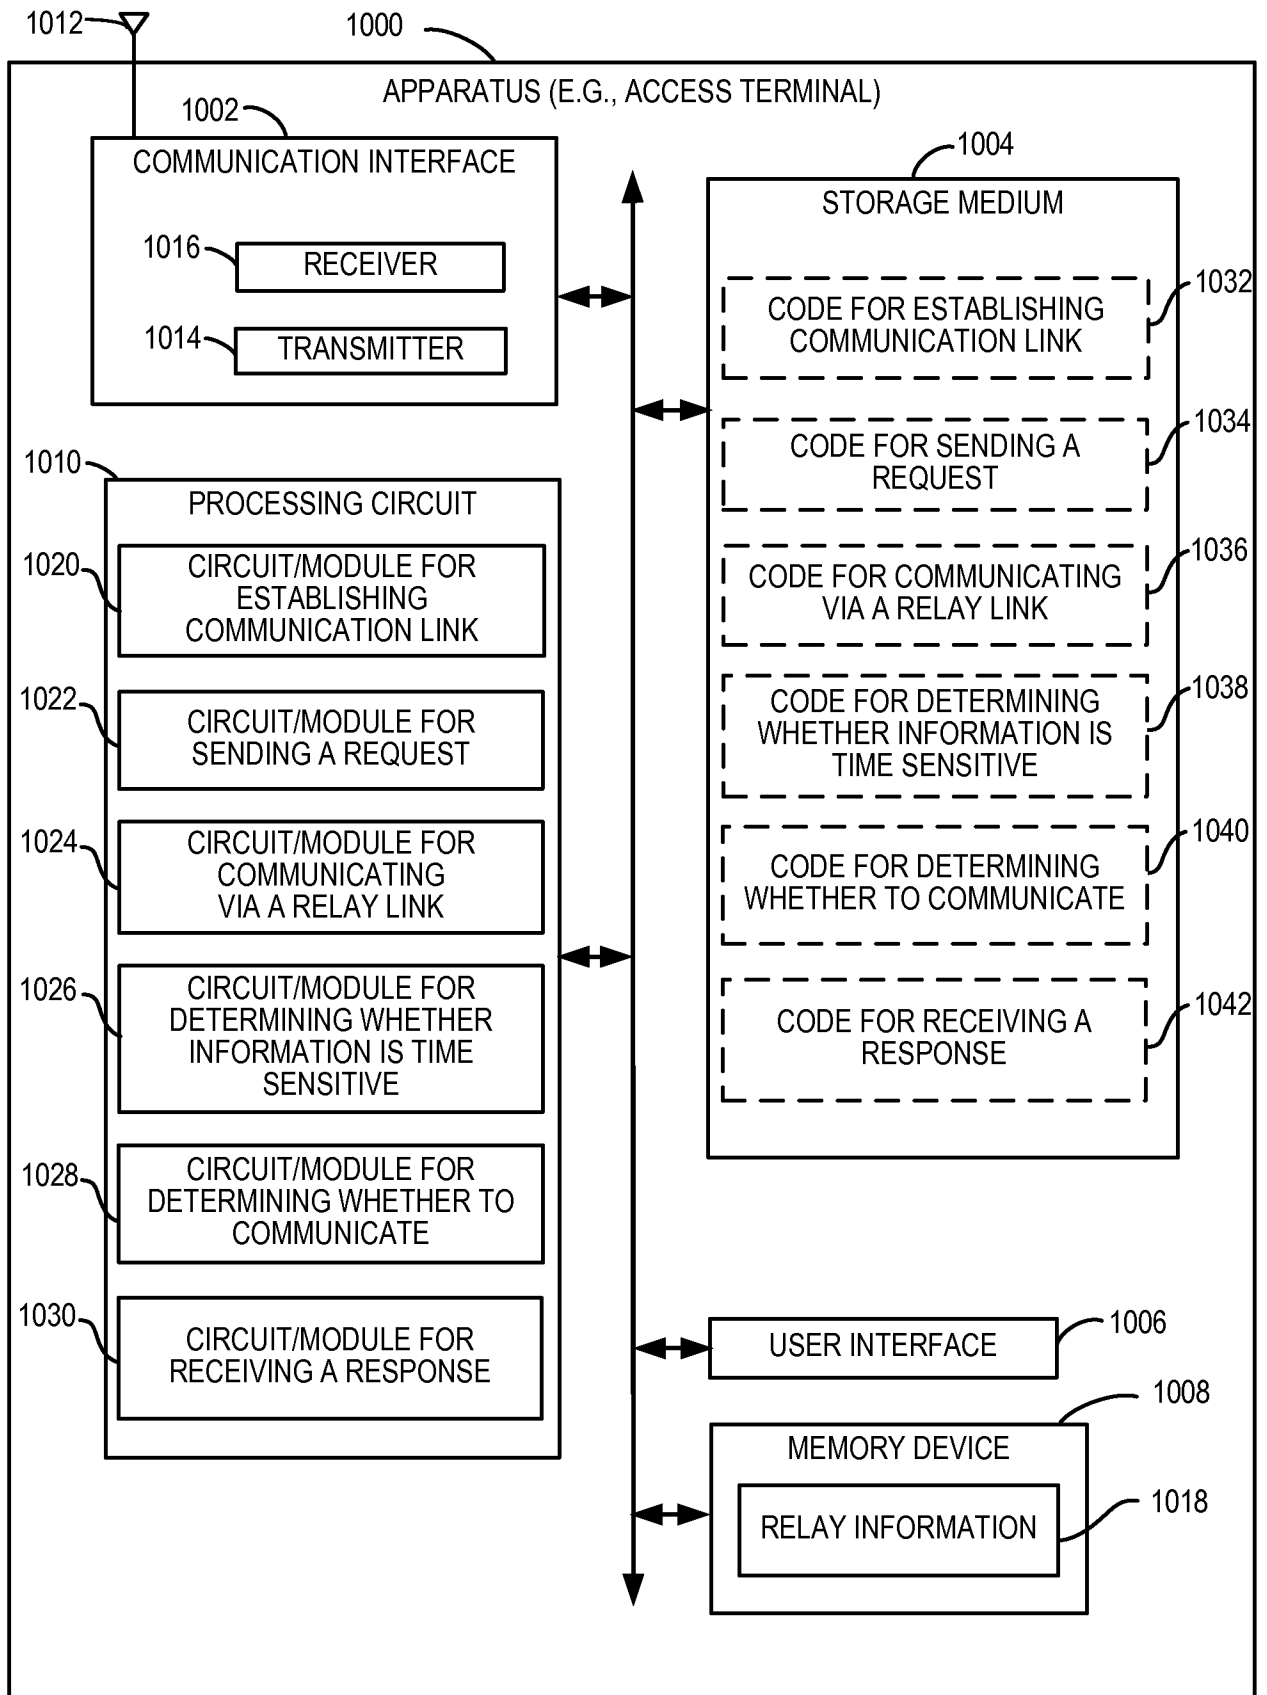 1012
1000
APPARATUS (E.G., ACCESS TERMINAL)
1002
COMMUNICATION INTERFACE
1016
RECEIVER
1014
TRANSMITTER
1010
PROCESSING CIRCUIT
1020
CIRCUIT/MODULE FOR
ESTABLISHING
COMMUNICATION LINK
1022
CIRCUIT/MODULE FOR
SENDING A REQUEST
1024
CIRCUIT/MODULE FOR
COMMUNICATING
VIA A RELAY LINK
1026
CIRCUIT/MODULE FOR
DETERMINING WHETHER
INFORMATION IS TIME
SENSITIVE
1028
CIRCUIT/MODULE FOR
DETERMINING WHETHER TO
COMMUNICATE
1030
CIRCUIT/MODULE FOR
RECEIVING A RESPONSE
1004
STORAGE MEDIUM
1032
CODE FOR ESTABLISHING
COMMUNICATION LINK
1034
CODE FOR SENDING A
REQUEST
1036
CODE FOR COMMUNICATING
VIA A RELAY LINK
1038
CODE FOR DETERMINING
WHETHER INFORMATION IS
TIME SENSITIVE
1040
CODE FOR DETERMINING
WHETHER TO COMMUNICATE
1042
CODE FOR RECEIVING A
RESPONSE
1006
USER INTERFACE
1008
MEMORY DEVICE
1018
RELAY INFORMATION